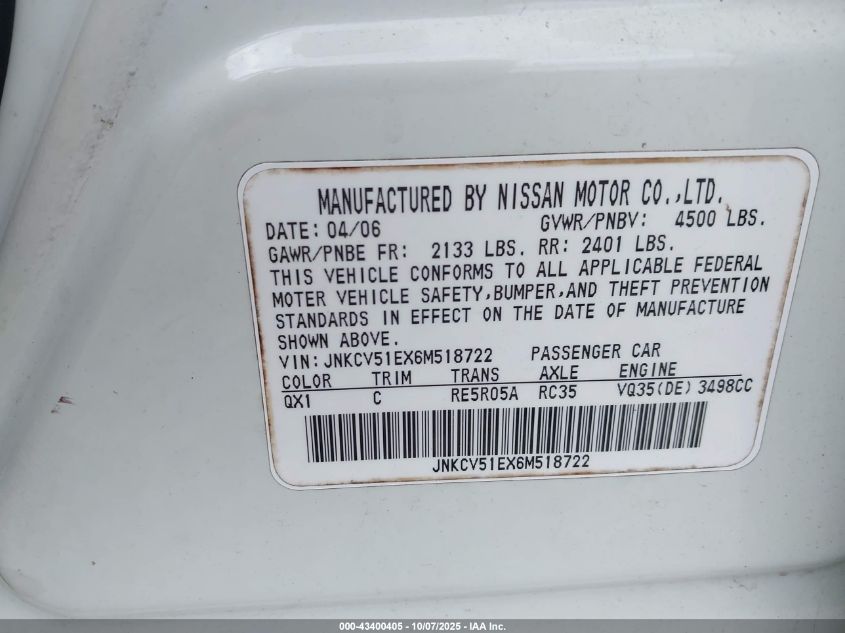 MANUFACTURED BY NISSAN MOTOR CO.,LTD.
DATE: 04/06 GVWR/PNBV: 4500 LBS.
GAWR/PNBE FR: 2133 LBS. RR: 2401 LBS.
THIS VEHICLE CONFORMS TO ALL APPLICABLE FEDERAL
MOTER VEHICLE SAFETY,BUMPER,AND THEFT PREVENTION
STANDARDS IN EFFECT ON THE DATE OF MANUFACTURE
SHOWN ABOVE.
VIN: JNKCV51EX6M518722 PASSENGER CAR
COLOR TRIM TRANS AXLE ENGINE
QX1 C RE5R05A RC35 VQ35(DE) 3498CC
JNKCV51EX6M518722
000-43400405 - 10/07/2025 - IAA Inc.